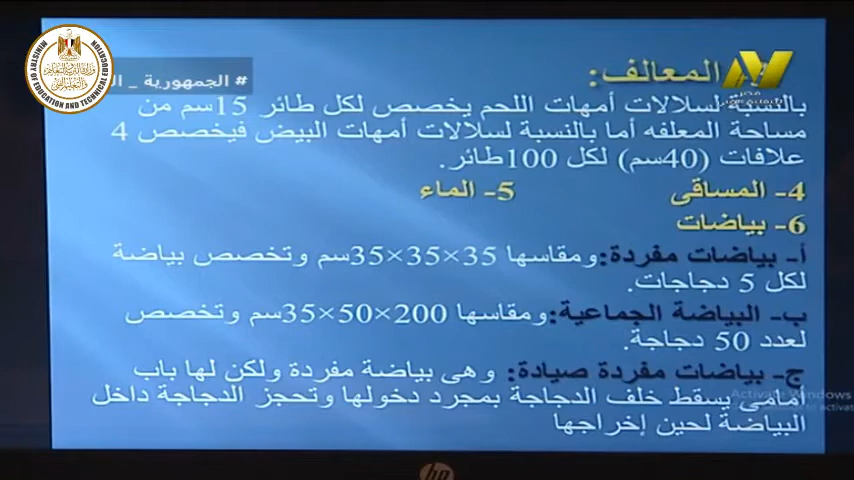 MINISTRY OF EDUCATION AND TECHNICAL EDUCATION
# الجمهورية _ ال
المعالف:
بالنسبة لسلالات أمهات اللحم يخصص لكل طائر 15سم من
مساحة المعلفه أما بالنسبة لسلالات أمهات البيض فيخصص 4
علافات (40سم) لكل 100طائر.
4- المساقى 5- الماء
6- بياضات
أ- بياضات مفردة:ومقاسها 35×35×35سم وتخصص بياضة
لكل 5 دجاجات.
ب- البياضة الجماعية:ومقاسها 200×50×35سم وتخصص
لعدد 50 دجاجة.
ج- بياضات مفردة صيادة: وهى بياضة مفردة ولكن لها باب
أمامى يسقط خلف الدجاجة بمجرد دخولها وتحجز الدجاجة داخل
البياضة لحين إخراجها
Activate Windows
hp